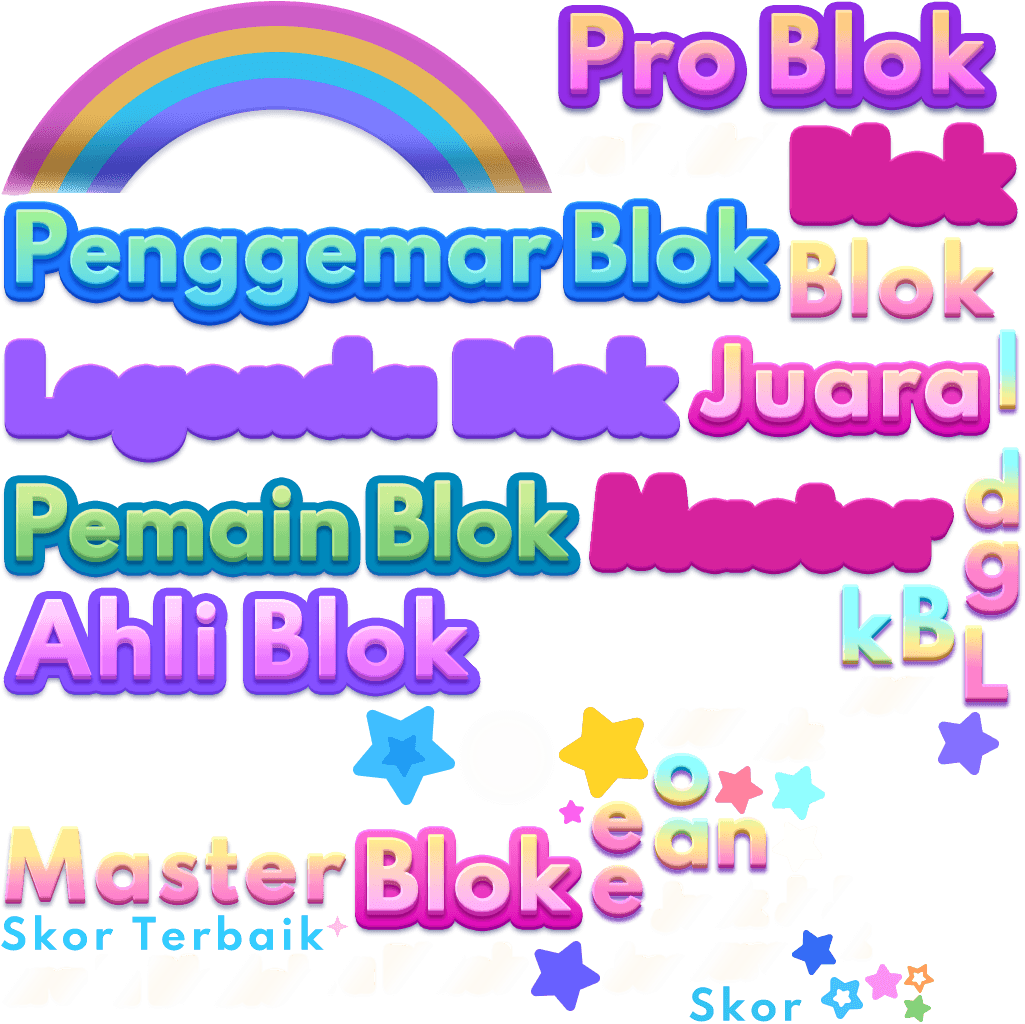 Pro Blok
Blok
Penggemar Blok
Blok
Legenda Blok
Juara
l
Pemain Blok
Master
d
g
k B
L
Ahli Blok
o
e
an
e
Master
Blok
Skor Terbaik
Skor